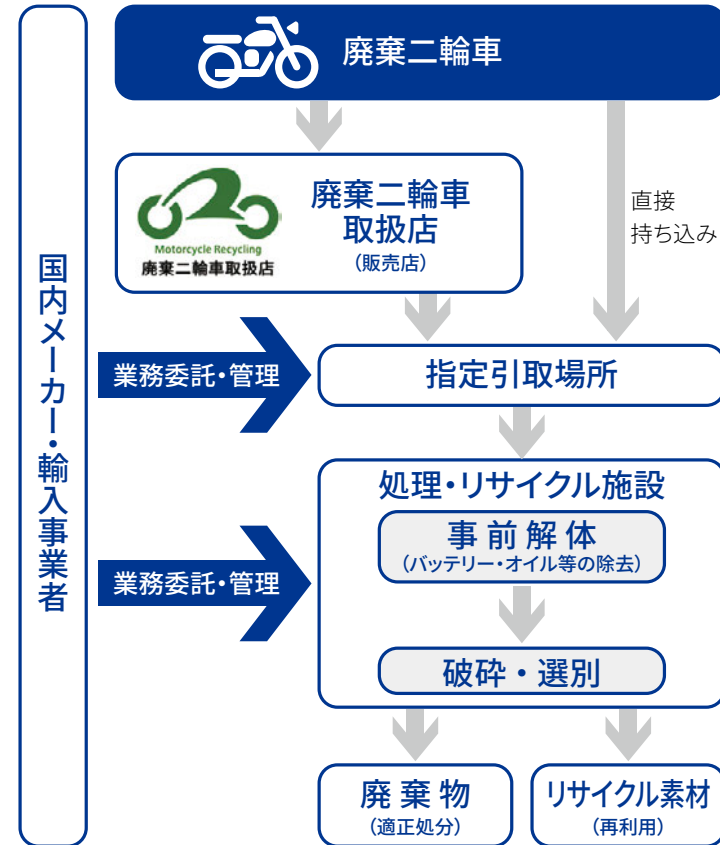 廃棄二輪車
Motorcycle Recycling
廃棄二輪車取扱店
廃棄二輪車
取扱店
(販売店)
直接
持ち込み
国内メーカー・輸入事業者
業務委託・管理
指定引取場所
処理・リサイクル施設
事前解体
(バッテリー・オイル等の除去)
業務委託・管理
破砕・選別
廃棄物
(適正処分)
リサイクル素材
(再利用)